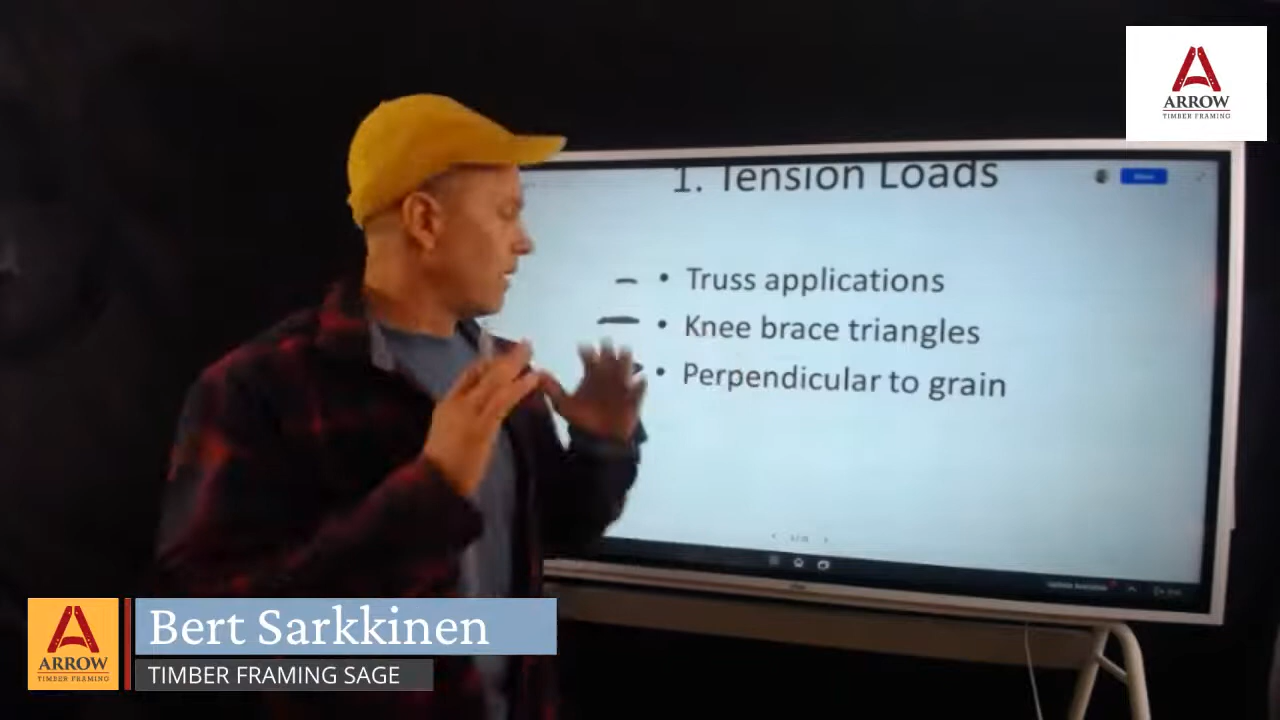 ARROW
TIMBER FRAMING
1. Tension Loads
• Truss applications
• Knee brace triangles
• Perpendicular to grain
Bert Sarkkinen
ARROW
TIMBER FRAMING
TIMBER FRAMING SAGE